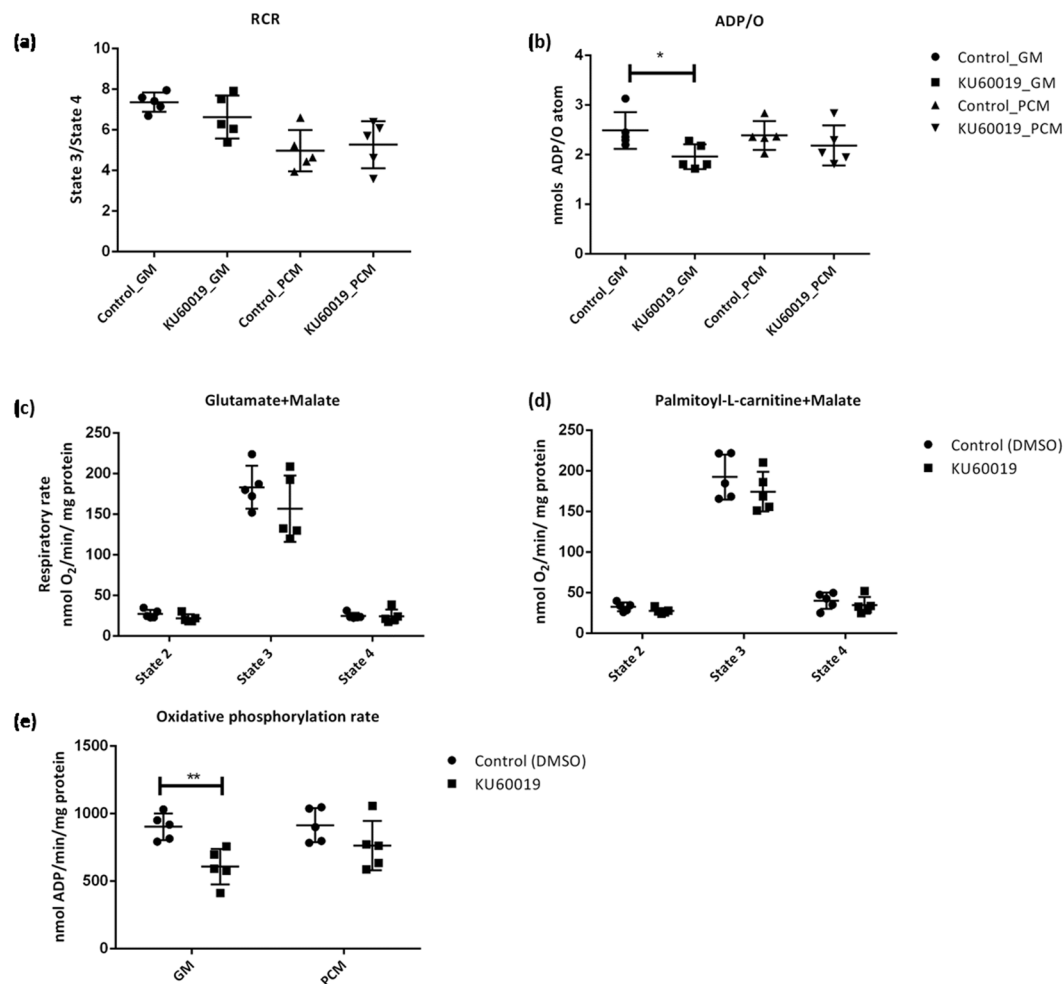 (a)
RCR
State 3/State 4
10
8
6
4
2
0
Control_GM
KU60019_GM
Control_PCM
KU60019_PCM
(b)
ADP/O
nmols ADP/O atom
4
3
2
1
0
*
Control_GM
KU60019_GM
Control_PCM
KU60019_PCM
Control_GM
KU60019_GM
Control_PCM
KU60019_PCM
(c)
Glutamate+Malate
Respiratory rate
nmol O₂/min/ mg protein
250
200
150
100
50
0
State 2
State 3
State 4
(d)
Palmitoyl-L-carnitine+Malate
nmol O₂/min/ mg protein
250
200
150
100
50
0
State 2
State 3
State 4
Control (DMSO)
KU60019
(e)
Oxidative phosphorylation rate
nmol ADP/min/mg protein
1500
1000
500
0
**
GM
PCM
Control (DMSO)
KU60019